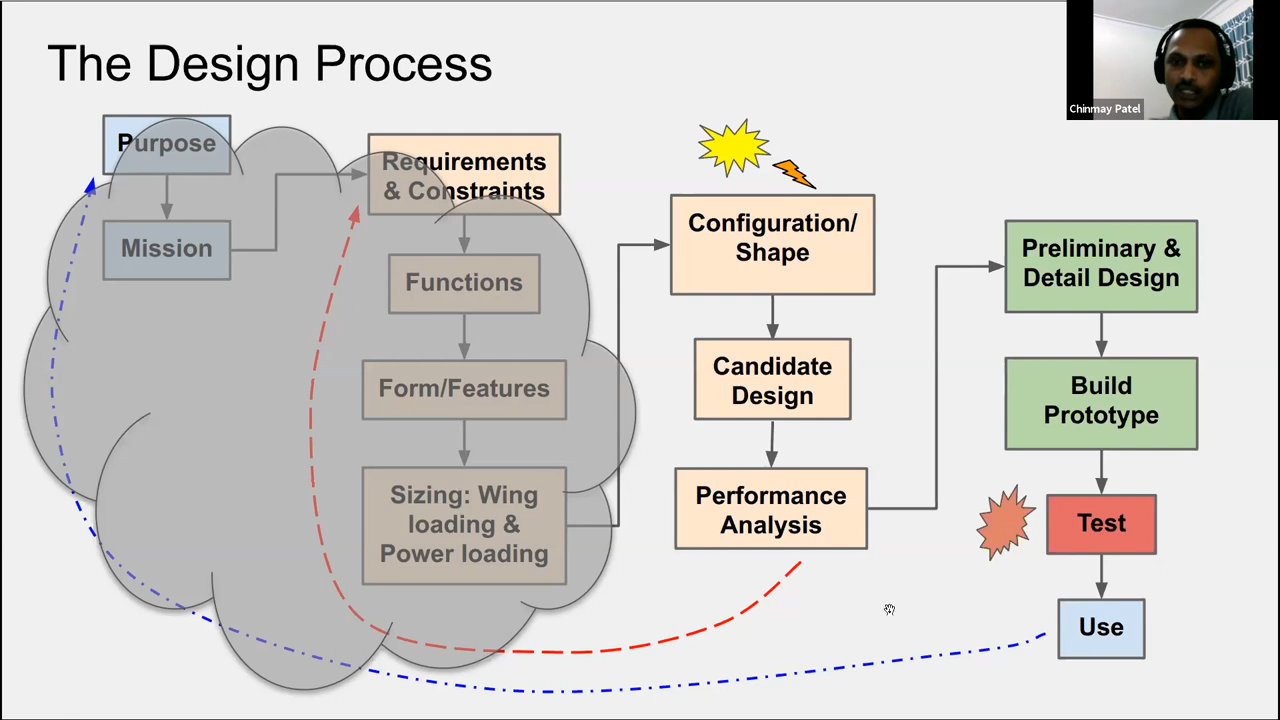 The Design Process
Chinmay Patel
Purpose
Mission
Requirements
& Constraints
Functions
Form/Features
Sizing: Wing
loading &
Power loading
Configuration/
Shape
Candidate
Design
Performance
Analysis
Preliminary &
Detail Design
Build
Prototype
Test
Use